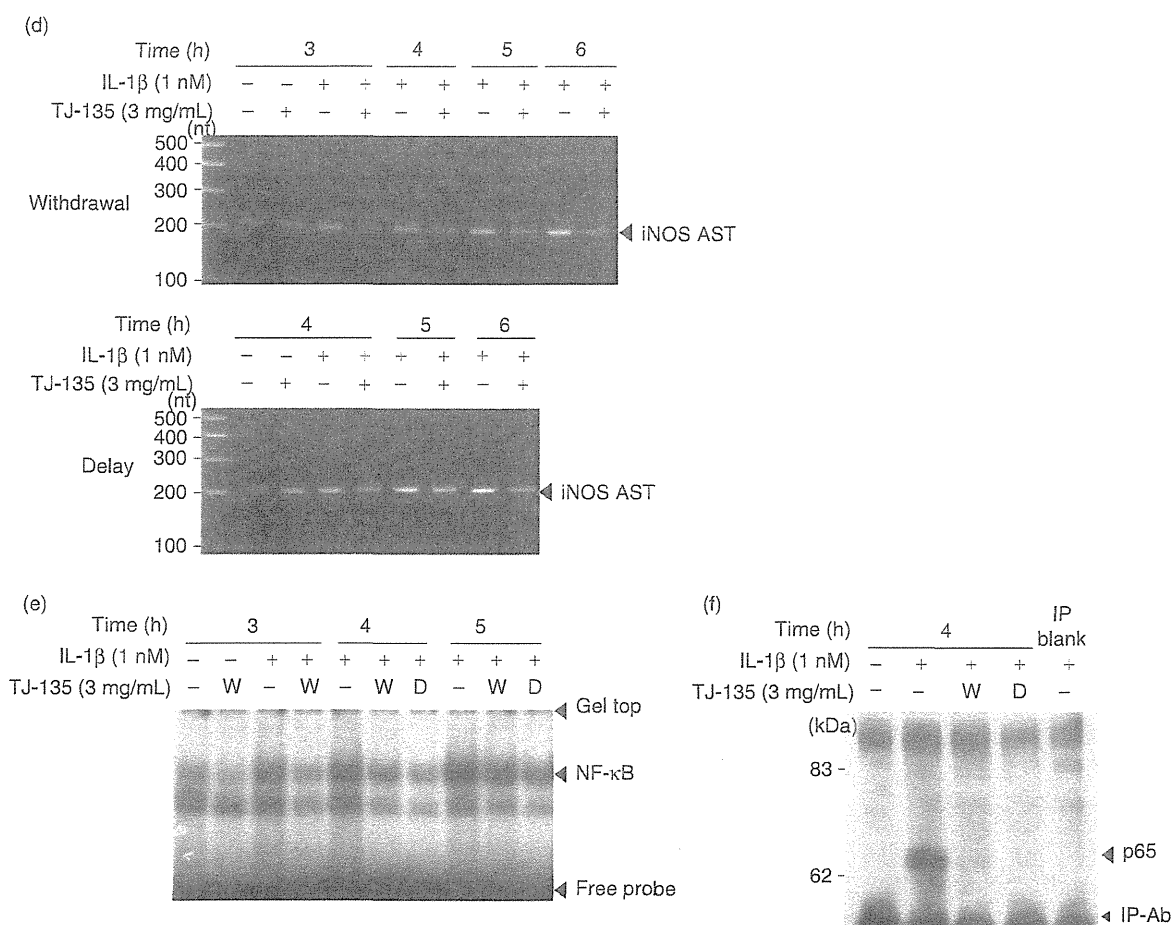 (d)
Time (h) 3 4 5 6
IL-1β (1 nM) – – + + + + + + + +
TJ-135 (3 mg/mL) – + – + – + – + – +
(nt)
500
400
300
Withdrawal
200
iNOS AST
100
Time (h) 4 5 6
IL-1β (1 nM) – – + + + + + +
TJ-135 (3 mg/mL) – + – + – + – +
(nt)
500
400
300
Delay
200
iNOS AST
100
(e)
Time (h) 3 4 5
IL-1β (1 nM) – – + + + + + + + +
TJ-135 (3 mg/mL) – W – W – W D – W D
Gel top
NF-κB
Free probe
(f)
IP
Time (h) 4 blank
IL-1β (1 nM) – + + + +
TJ-135 (3 mg/mL) – – W D –
(kDa)
83 -
p65
62 -
IP-Ab